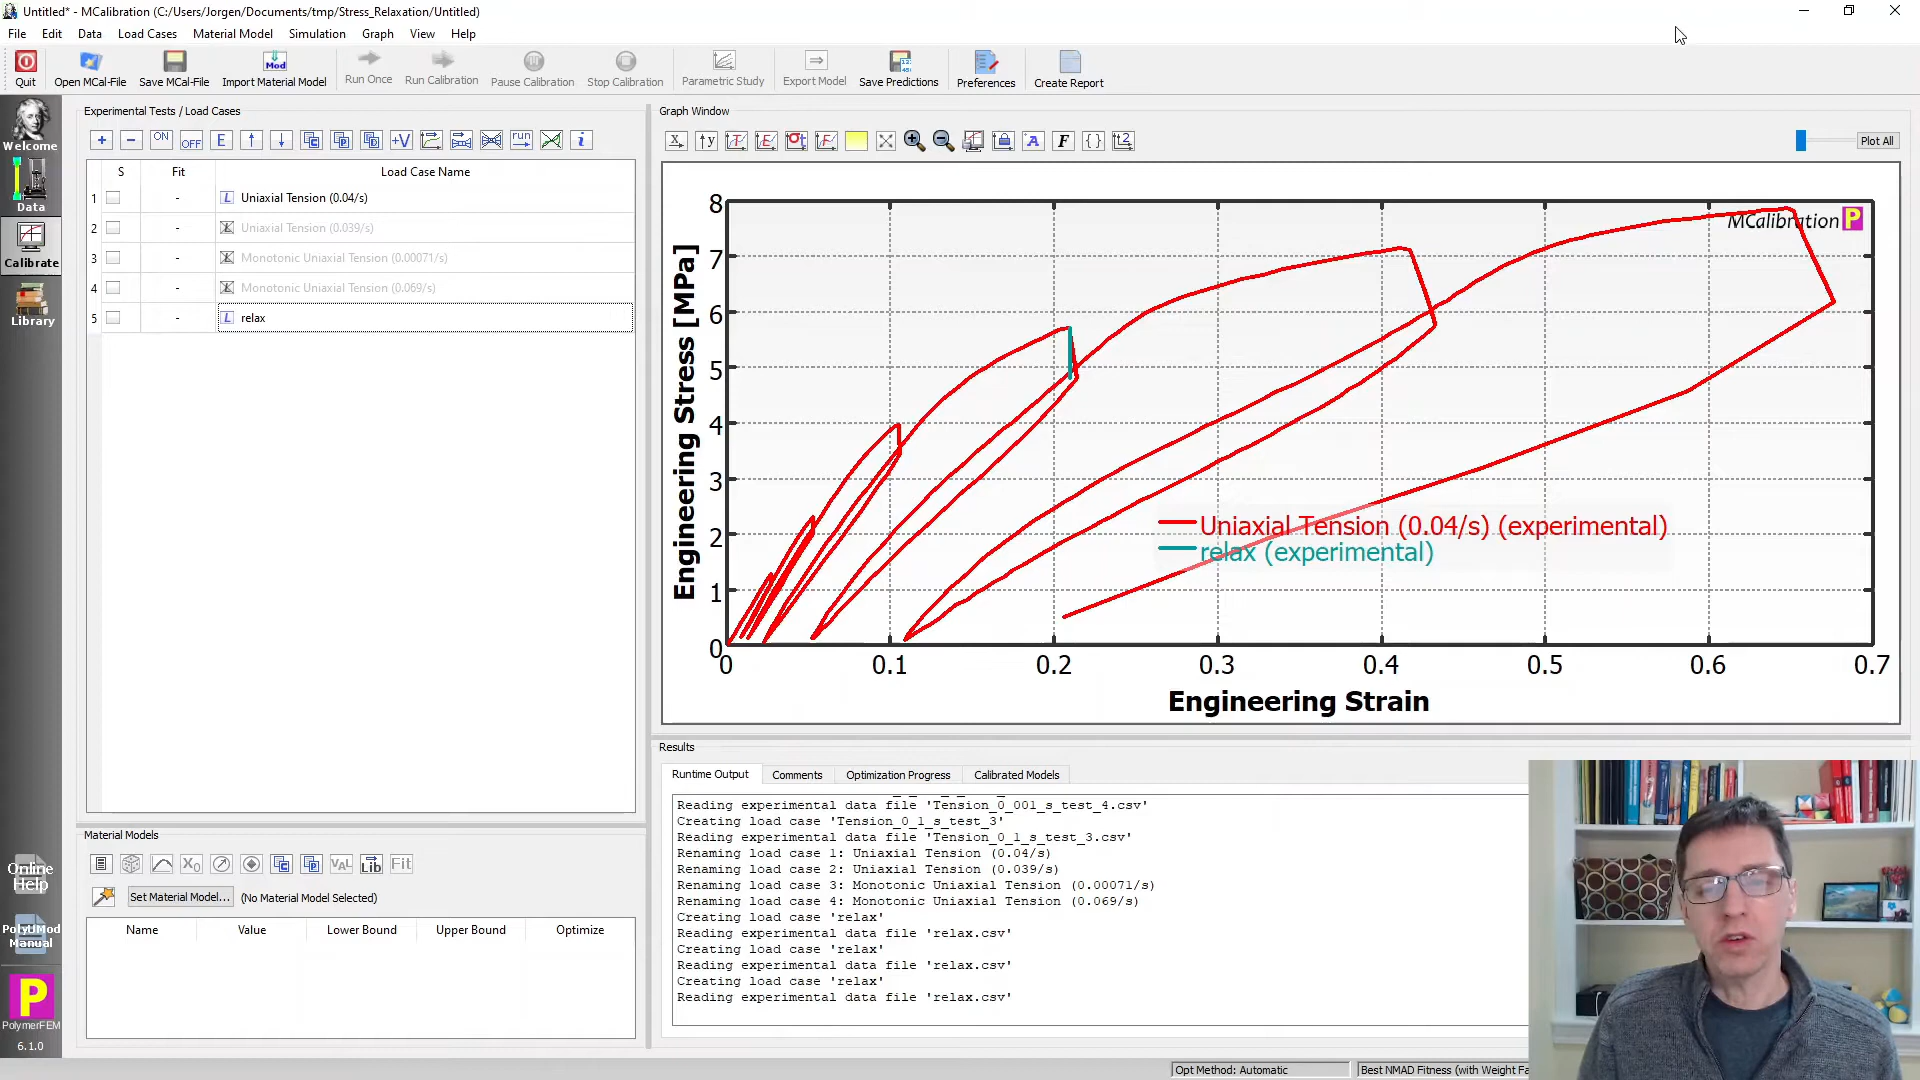 Untitled* - MCalibration (C:/Users/Jorgen/Documents/tmp/Stress_Relaxation/Untitled)
File Edit Data Load Cases Material Model Simulation Graph View Help
Quit Open MCal-File Save MCal-File Import Material Model Run Once Run Calibration Pause Calibration Stop Calibration Parametric Study Export Model Save Predictions Preferences Create Report
Welcome
Data
Calibrate
Library
Online
Help
PolyUMod
Manual
P
PolymerFEM
6.1.0
Experimental Tests / Load Cases
ON OFF E +V run i
S Fit Load Case Name
1 - L Uniaxial Tension (0.04/s)
2 - Uniaxial Tension (0.039/s)
3 - Monotonic Uniaxial Tension (0.00071/s)
4 - Monotonic Uniaxial Tension (0.069/s)
5 - L relax
Material Models
X0 VAL Lib Fit
Set Material Model... (No Material Model Selected)
Name Value Lower Bound Upper Bound Optimize
Graph Window
Plot All
MCalibration P
8
7
6
5
4
3
2
1
0
Engineering Stress [MPa]
Uniaxial Tension (0.04/s) (experimental)
relax (experimental)
0 0.1 0.2 0.3 0.4 0.5 0.6 0.7
Engineering Strain
Results
Runtime Output Comments Optimization Progress Calibrated Models
Reading experimental data file 'Tension_0_001_s_test_4.csv'
Creating load case 'Tension_0_1_s_test_3'
Reading experimental data file 'Tension_0_1_s_test_3.csv'
Renaming load case 1: Uniaxial Tension (0.04/s)
Renaming load case 2: Uniaxial Tension (0.039/s)
Renaming load case 3: Monotonic Uniaxial Tension (0.00071/s)
Renaming load case 4: Monotonic Uniaxial Tension (0.069/s)
Creating load case 'relax'
Reading experimental data file 'relax.csv'
Creating load case 'relax'
Reading experimental data file 'relax.csv'
Creating load case 'relax'
Reading experimental data file 'relax.csv'
Opt Method: Automatic
Best NMAD Fitness (with Weight Fa